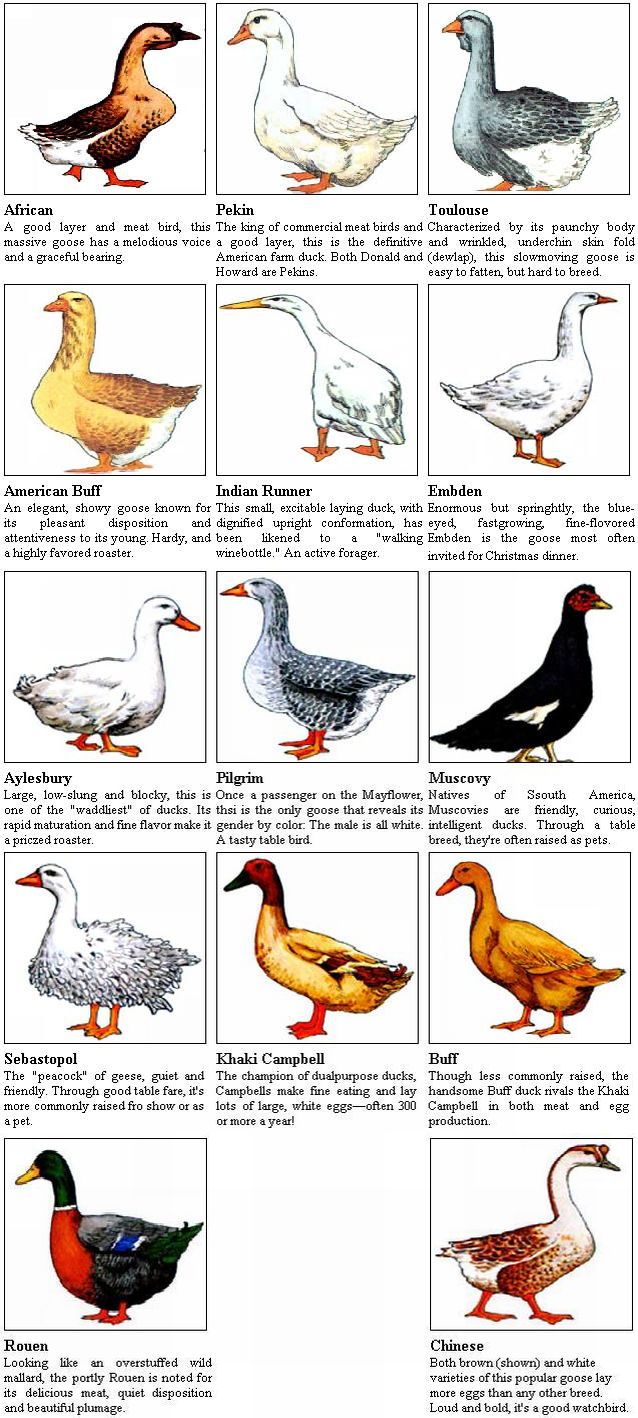 African
A good layer and meat bird, this
massive goose has a melodious voice
and a graceful bearing.
Pekin
The king of commercial meat birds and
a good layer, this is the definitive
American farm duck. Both Donald and
Howard are Pekins.
Toulouse
Characterized by its paunchy body
and wrinkled, underchin skin fold
(dewlap), this slowmoving goose is
easy to fatten, but hard to breed.
American Buff
An elegant, showy goose known for
its pleasant disposition and
attentiveness to its young. Hardy, and
a highly favored roaster.
Indian Runner
This small, excitable laying duck, with
dignified upright conformation, has
been likened to a "walking
winebottle." An active forager.
Embden
Enormous but springhtly, the blue-
eyed, fastgrowing, fine-flovored
Embden is the goose most often
invited for Christmas dinner.
Aylesbury
Large, low-slung and blocky, this is
one of the "waddliest" of ducks. Its
rapid maturation and fine flavor make it
a priczed roaster.
Pilgrim
Once a passenger on the Mayflower,
thsi is the only goose that reveals its
gender by color: The male is all white.
A tasty table bird.
Muscovy
Natives of Ssouth America,
Muscovies are friendly, curious,
intelligent ducks. Through a table
breed, they're often raised as pets.
Sebastopol
The "peacock" of geese, guiet and
friendly. Through good table fare, it's
more commonly raised fro show or as
a pet.
Khaki Campbell
The champion of dualpurpose ducks,
Campbells make fine eating and lay
lots of large, white eggs—often 300
or more a year!
Buff
Though less commonly raised, the
handsome Buff duck rivals the Khaki
Campbell in both meat and egg
production.
Rouen
Looking like an overstuffed wild
mallard, the portly Rouen is noted for
its delicious meat, quiet disposition
and beautiful plumage.
Chinese
Both brown (shown) and white
varieties of this popular goose lay
more eggs than any other breed.
Loud and bold, it's a good watchbird.